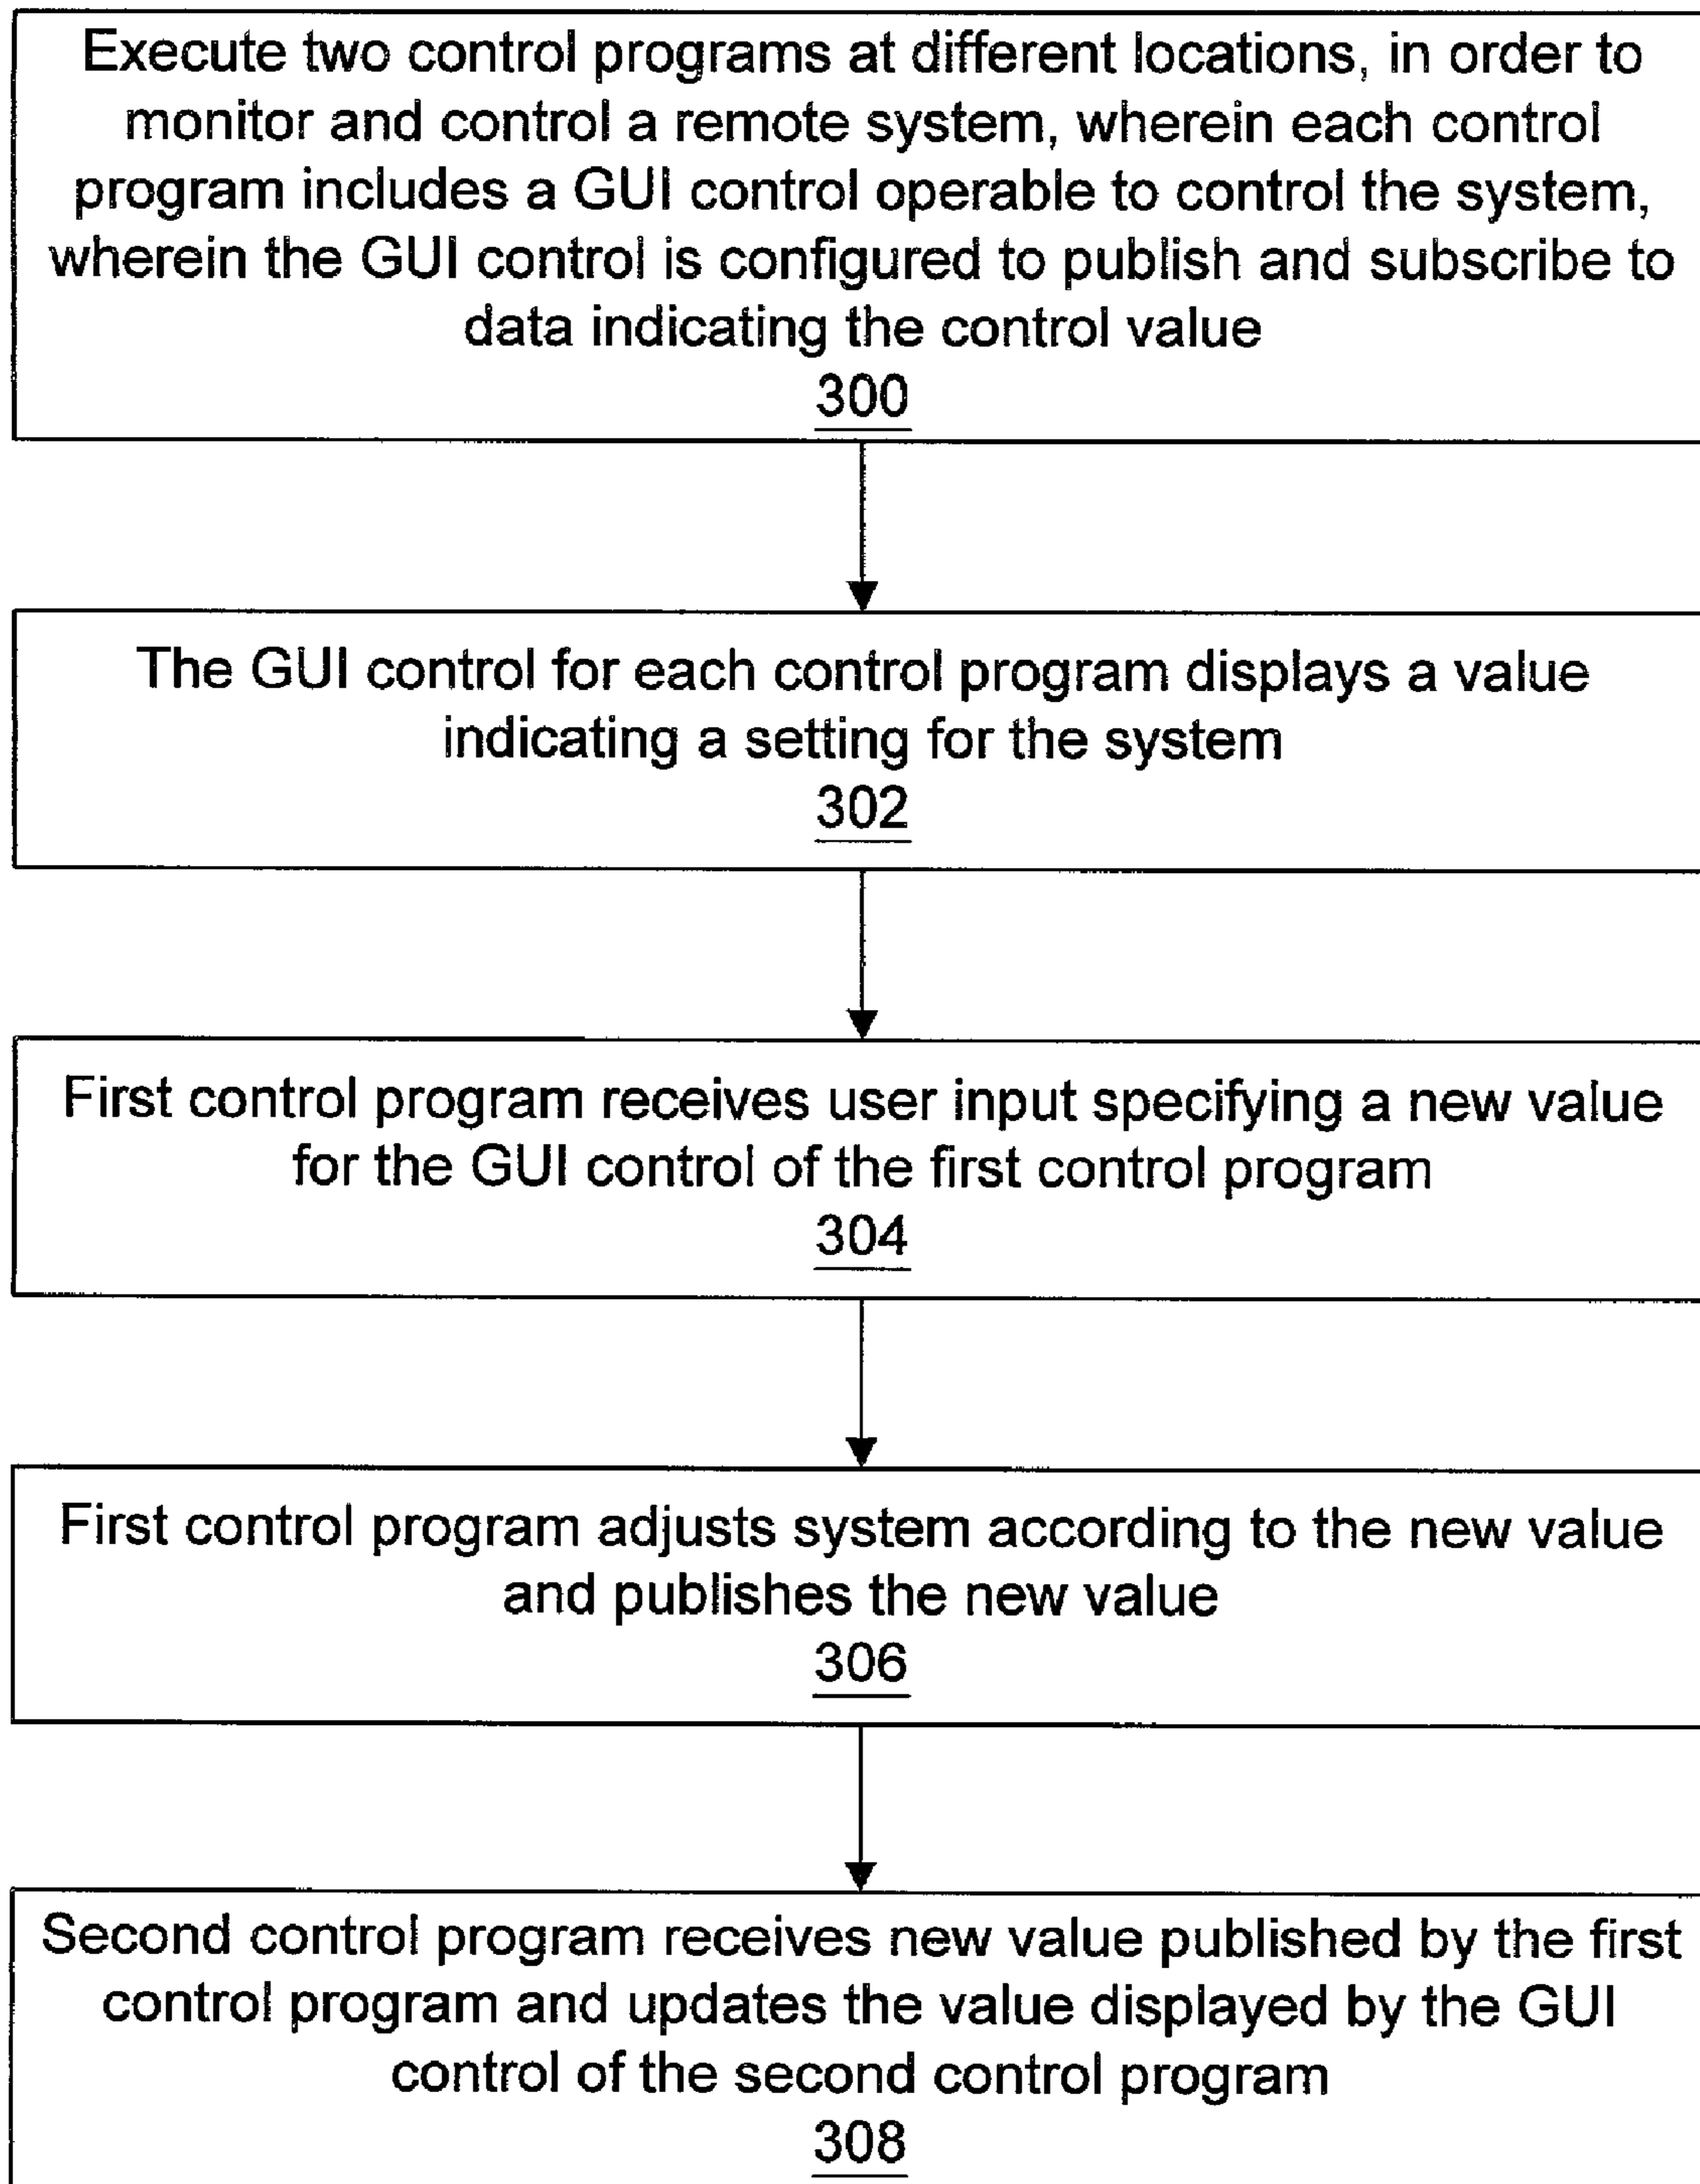 Execute two control programs at different locations, in order to
monitor and control a remote system, wherein each control
program includes a GUI control operable to control the system,
wherein the GUI control is configured to publish and subscribe to
data indicating the control value
300
The GUI control for each control program displays a value
indicating a setting for the system
302
First control program receives user input specifying a new value
for the GUI control of the first control program
304
First control program adjusts system according to the new value
and publishes the new value
306
Second control program receives new value published by the first
control program and updates the value displayed by the GUI
control of the second control program
308